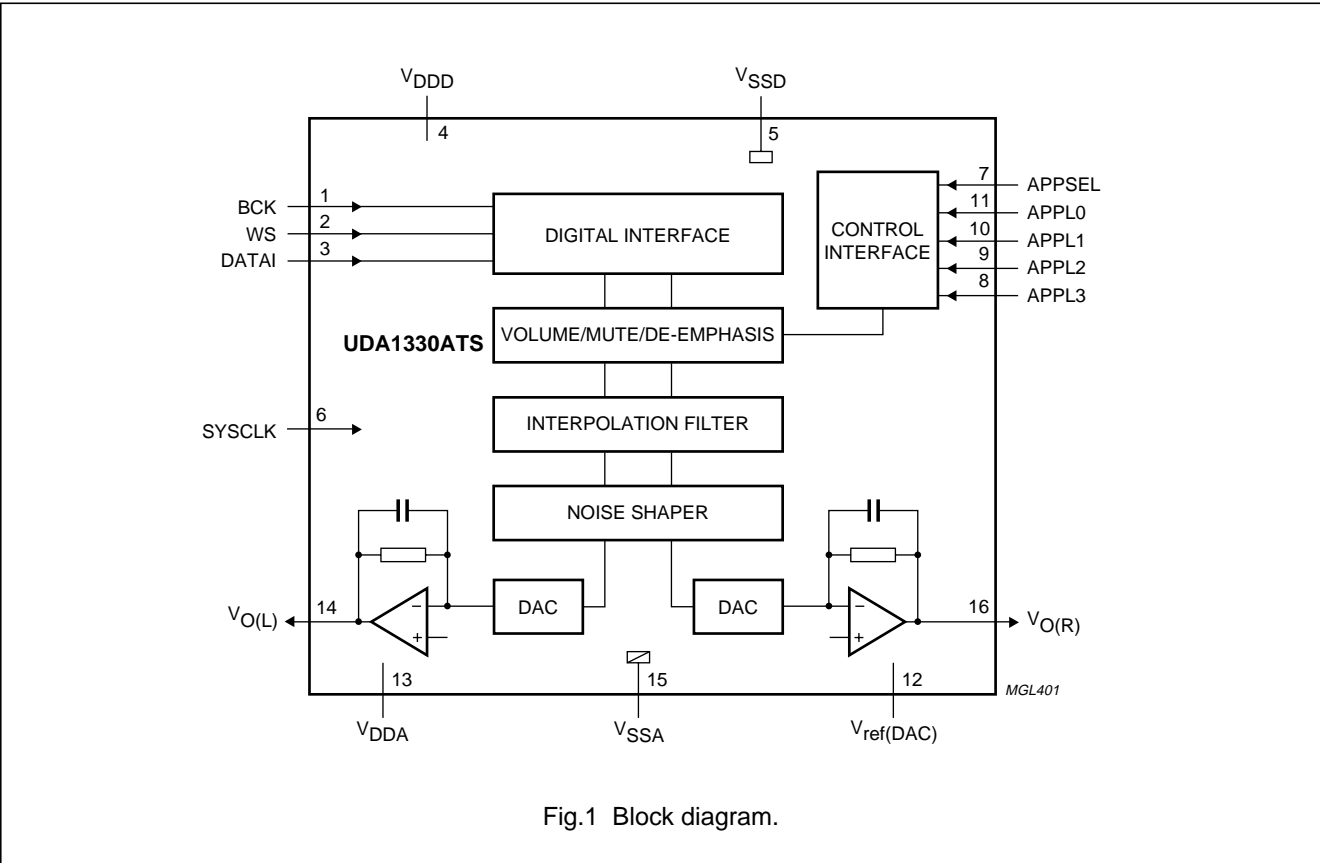 VDDD
VSSD
4
5
BCK
1
WS
2
DATAI
3
DIGITAL INTERFACE
CONTROL
INTERFACE
7
APPSEL
11
APPL0
10
APPL1
9
APPL2
8
APPL3
UDA1330ATS
VOLUME/MUTE/DE-EMPHASIS
SYSCLK
6
INTERPOLATION FILTER
NOISE SHAPER
VO(L)
14
−
+
DAC
DAC
−
+
16
VO(R)
13
15
12
MGL401
VDDA
VSSA
Vref(DAC)
Fig.1 Block diagram.